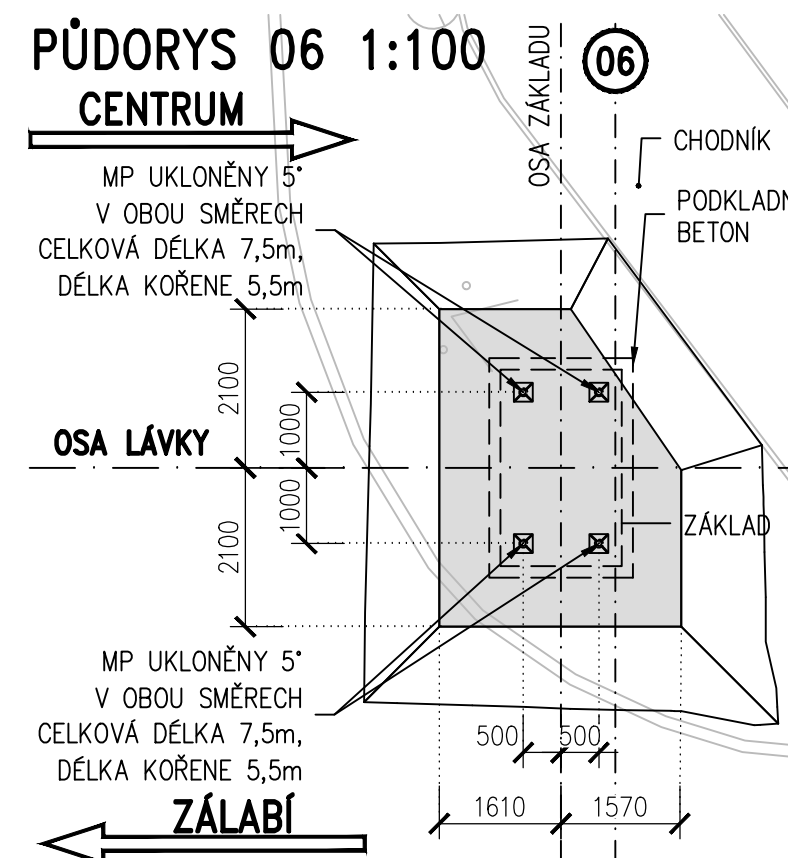 PŮDORYS 06 1:100
CENTRUM
OSA ZÁKLADU
06
MP UKLONĚNY 5°
V OBOU SMĚRECH
CELKOVÁ DÉLKA 7,5m,
DÉLKA KOŘENE 5,5m
CHODNÍK
PODKLADN
BETON
2100
1000
OSA LÁVKY
1000
2100
ZÁKLAD
MP UKLONĚNY 5°
V OBOU SMĚRECH
CELKOVÁ DÉLKA 7,5m,
DÉLKA KOŘENE 5,5m
500
500
1610
1570
ZÁLABÍ